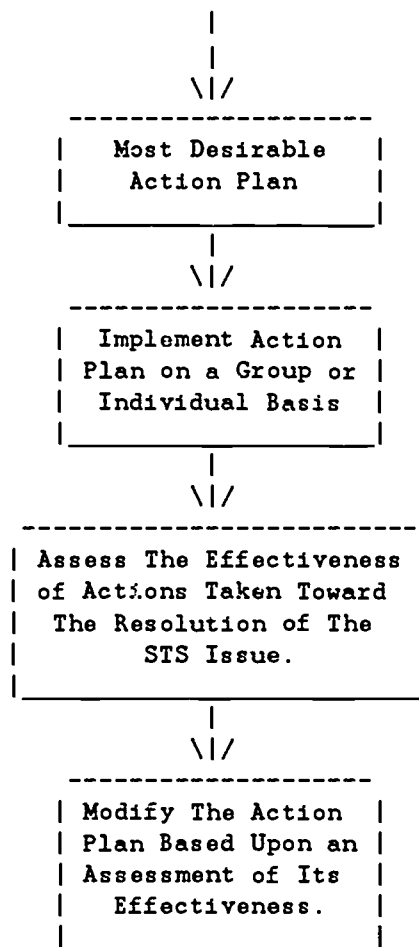 Most Desirable
Action Plan
Implement Action
Plan on a Group or
Individual Basis
Assess The Effectiveness
of Actions Taken Toward
The Resolution of The
STS Issue.
Modify The Action
Plan Based Upon an
Assessment of Its
Effectiveness.